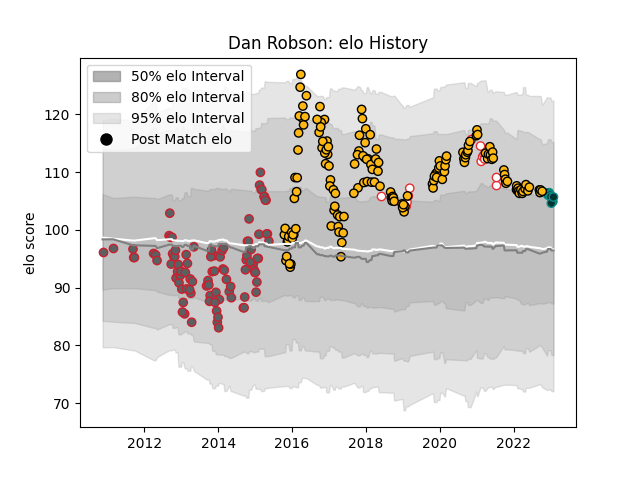 Dan Robson: elo History
50% elo Interval
80% elo Interval
95% elo Interval
Post Match elo
elo score
120
110
100
90
80
70
2012
2014
2016
2018
2020
2022